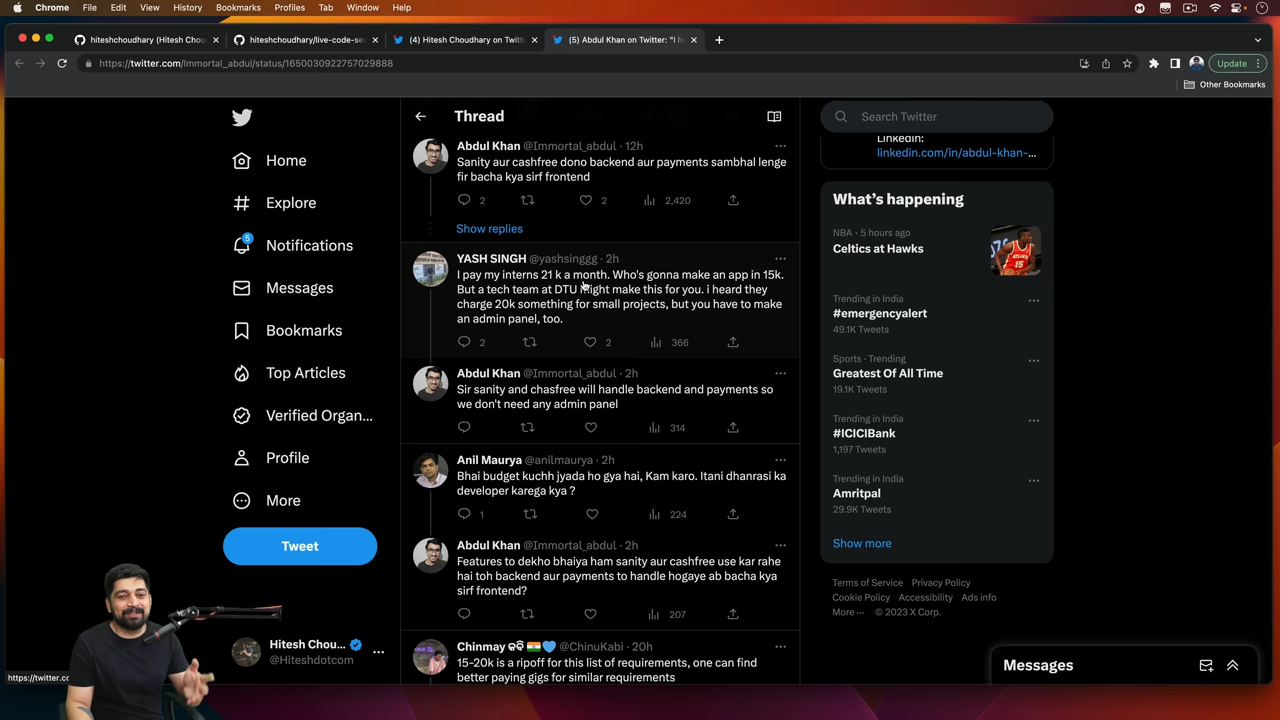 Chrome File Edit View History Bookmarks Profiles Tab Window Help
hiteshchoudhary (Hitesh Chou
hiteshchoudhary/live-code-se
(4) Hitesh Choudhary on Twitt
(5) Abdul Khan on Twitter: "I h
https://twitter.com/Immortal_abdul/status/1650030922757029888
Update
Other Bookmarks
Home
Explore
5
Notifications
Messages
Bookmarks
Top Articles
Verified Organ...
Profile
More
Tweet
Hitesh Chou...
@Hiteshdotcom
https://twitter.co
Thread
Abdul Khan @Immortal_abdul · 12h
Sanity aur cashfree dono backend aur payments sambhal lenge
fir bacha kya sirf frontend
2 2 2,420
Show replies
YASH SINGH @yashsinggg · 2h
I pay my interns 21 k a month. Who's gonna make an app in 15k.
But a tech team at DTU might make this for you. i heard they
charge 20k something for small projects, but you have to make
an admin panel, too.
2 2 366
Abdul Khan @Immortal_abdul · 2h
Sir sanity and chasfree will handle backend and payments so
we don't need any admin panel
314
Anil Maurya @anilmaurya · 2h
Bhai budget kuchh jyada ho gya hai, Kam karo. Itani dhanrasi ka
developer karega kya ?
1 224
Abdul Khan @Immortal_abdul · 2h
Features to dekho bhaiya ham sanity aur cashfree use kar rahe
hai toh backend aur payments to handle hogaye ab bacha kya
sirf frontend?
207
Chinmay କବି 🇮🇳💙 @ChinuKabi · 20h
15-20k is a ripoff for this list of requirements, one can find
better paying gigs for similar requirements
Search Twitter
Linkedin:
linkedin.com/in/abdul-khan-...
What's happening
NBA · 5 hours ago
Celtics at Hawks
Trending in India
#emergencyalert
49.1K Tweets
Sports · Trending
Greatest Of All Time
19.1K Tweets
Trending in India
#ICICIBank
1,197 Tweets
Trending in India
Amritpal
29.9K Tweets
Show more
Terms of Service Privacy Policy
Cookie Policy Accessibility Ads info
More ··· © 2023 X Corp.
Messages